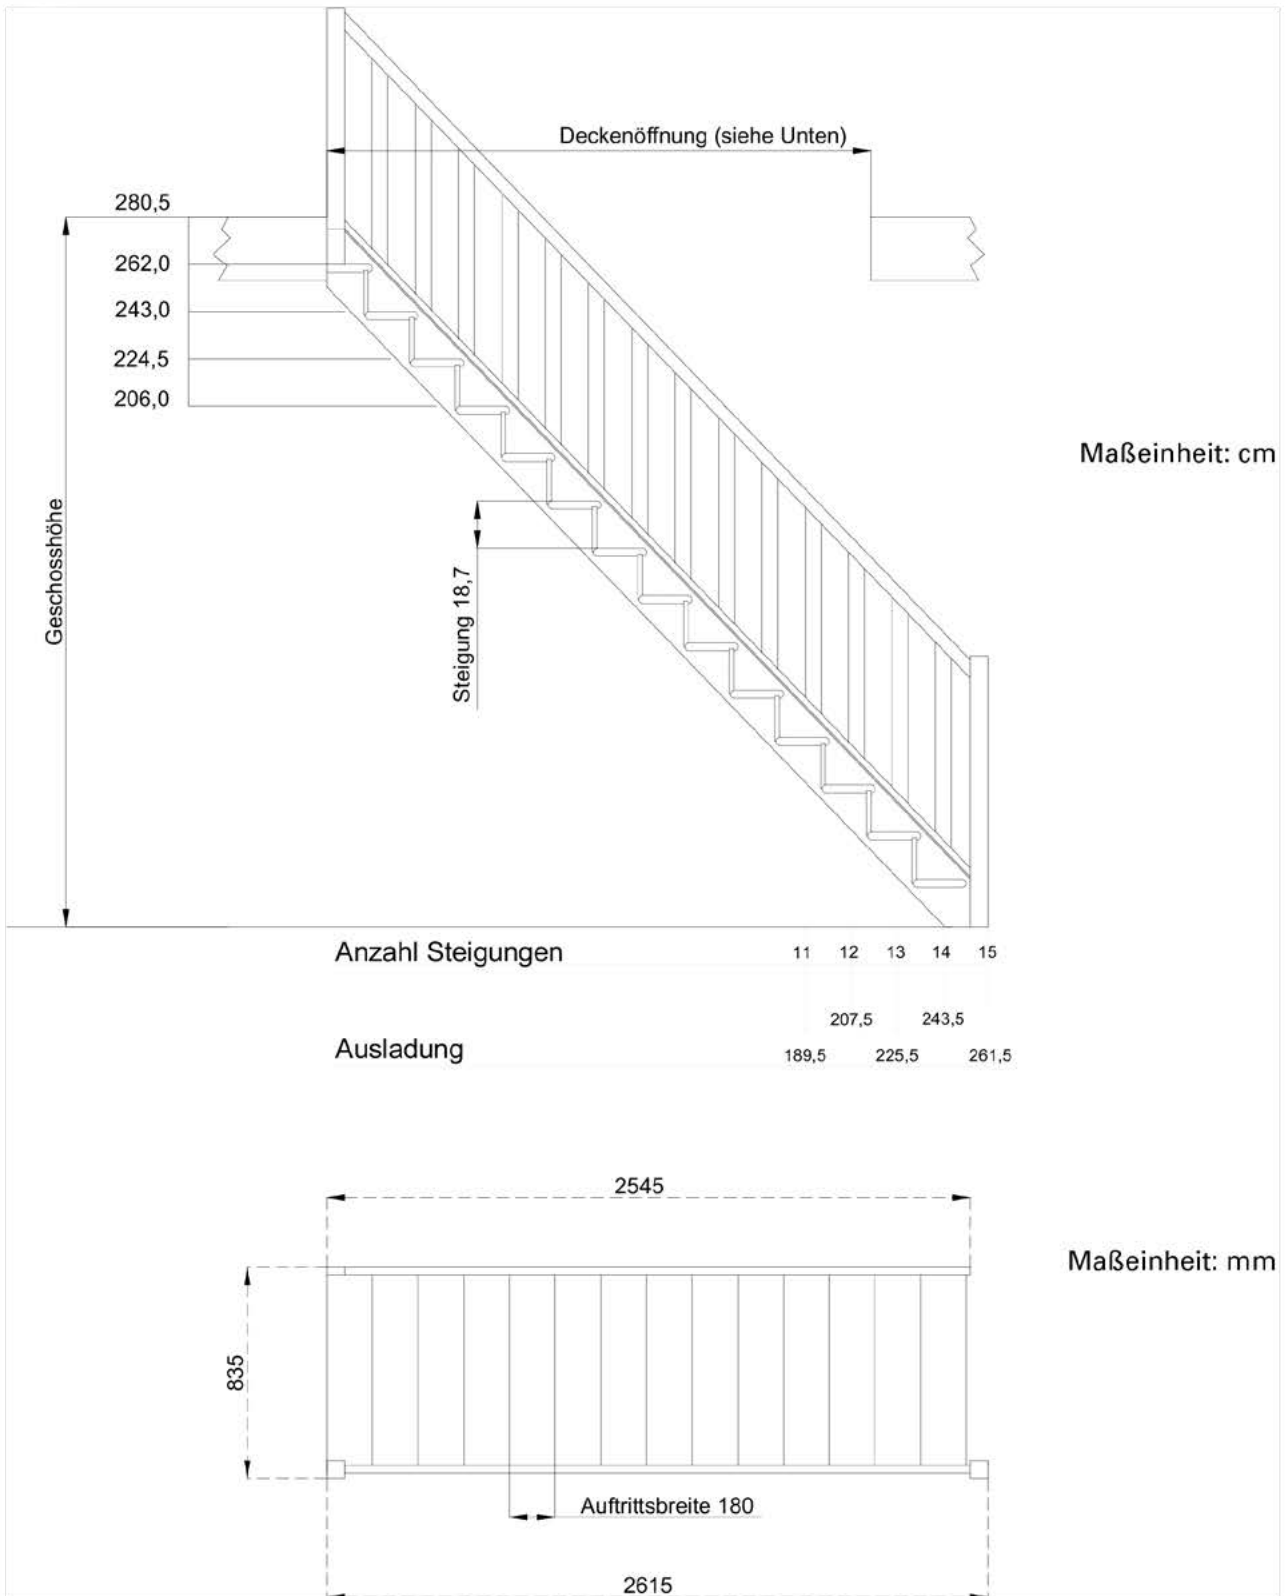 Deckenöffnung (siehe Unten)
280,5
262,0
243,0
224,5
206,0
Maßeinheit: cm
Geschosshöhe
Steigung 18,7
Anzahl Steigungen 11 12 13 14 15
207,5 243,5
Ausladung 189,5 225,5 261,5
2545
Maßeinheit: mm
835
Auftrittsbreite 180
2615